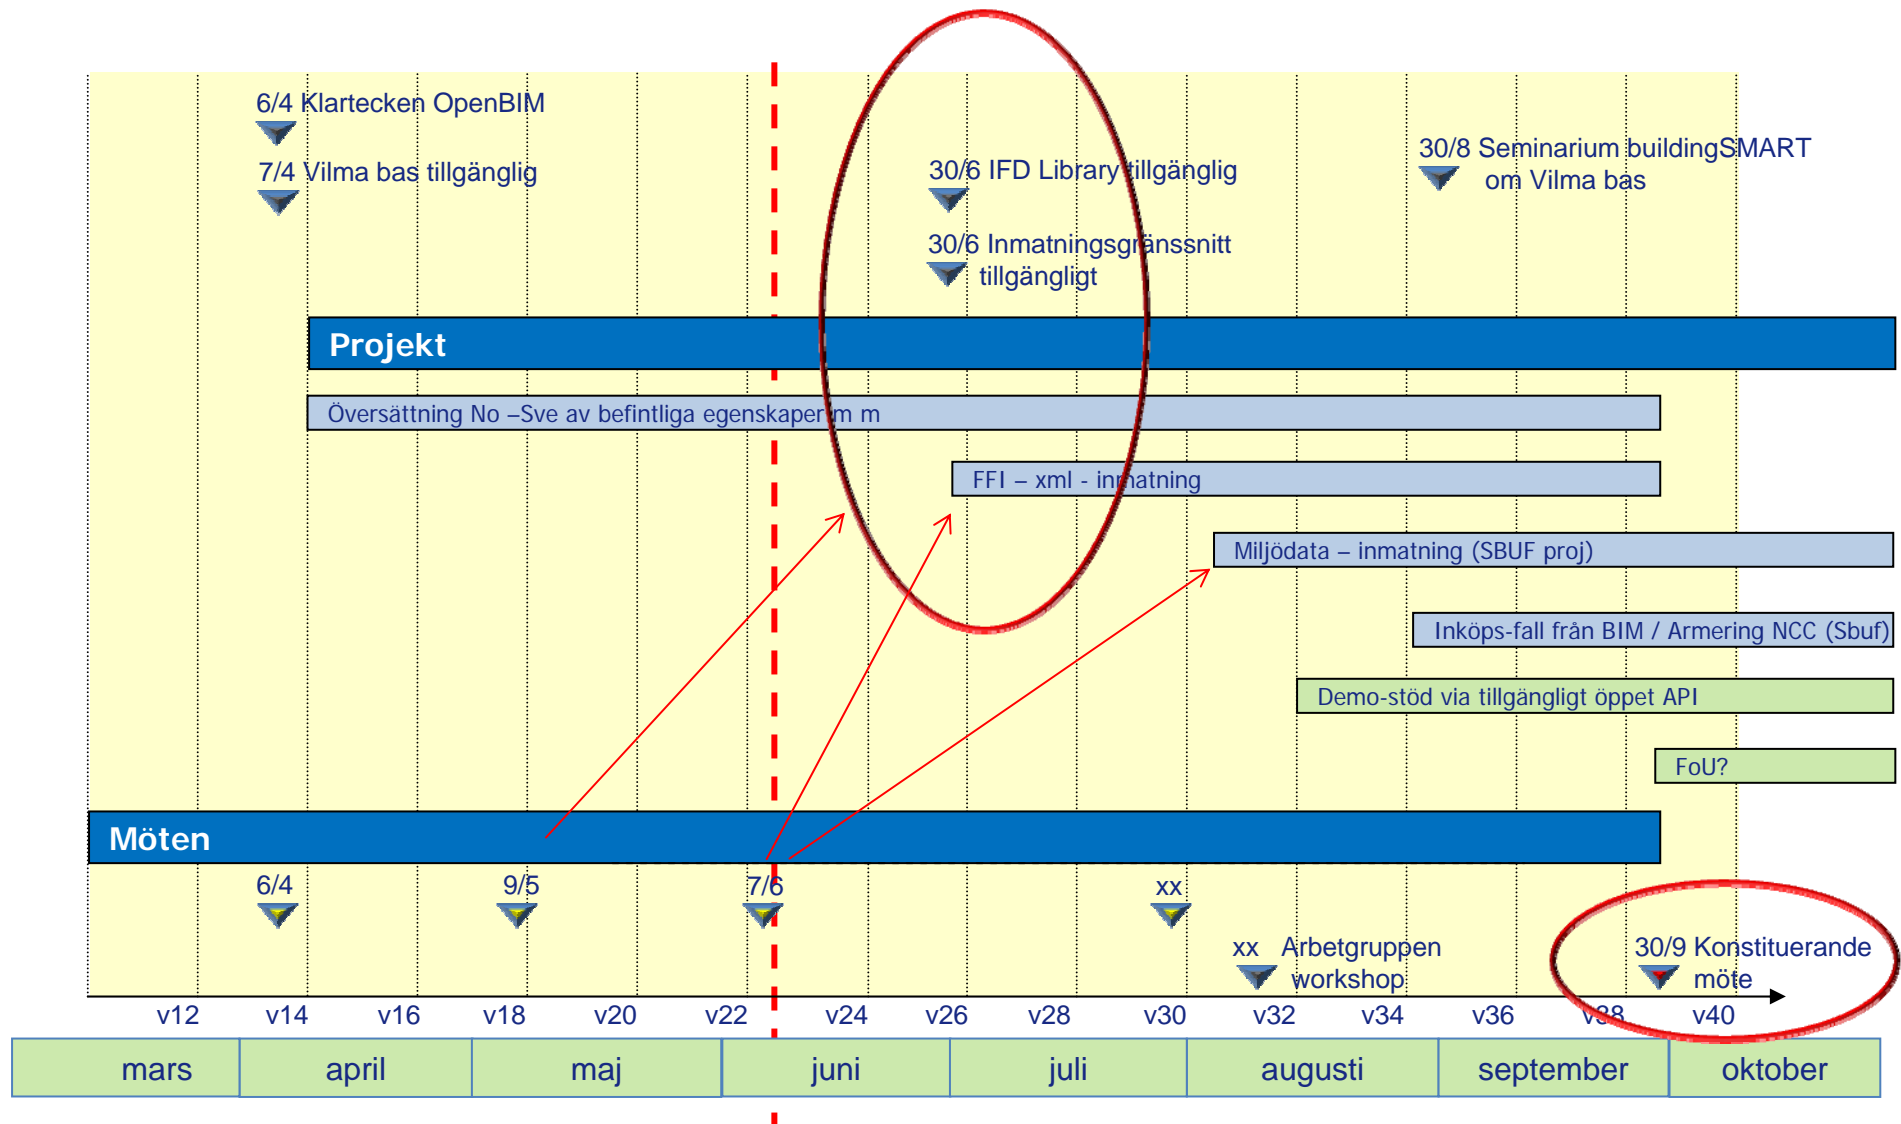 6/4 Klartecken OpenBIM
7/4 Vilma bas tillgänglig
30/6 IFD Library tillgänglig
30/6 Inmatningsgränssnitt
tillgängligt
30/8 Seminarium buildingSMART
om Vilma bas
Projekt
Översättning No –Sve av befintliga egenskaper m m
FFI – xml - inmatning
Miljödata – inmatning (SBUF proj)
Inköps-fall från BIM / Armering NCC (Sbuf)
Demo-stöd via tillgängligt öppet API
FoU?
Möten
6/4
9/5
7/6
xx
xx Arbetgruppen
workshop
30/9 Konstituerande
möte
v12 v14 v16 v18 v20 v22 v24 v26 v28 v30 v32 v34 v36 v38 v40
mars april maj juni juli augusti september oktober